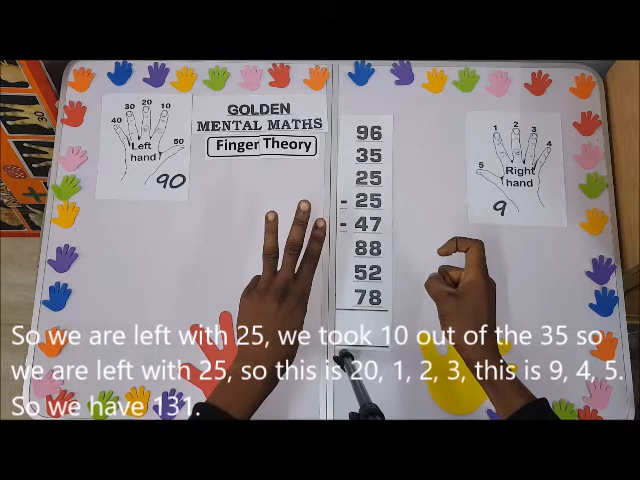 GOLDEN
MENTAL MATHS
Finger Theory
40 30 20 10
50
Left
hand
90
96
35
25
- 25
- 47
88
52
78
1 2 3 4
5
Right
hand
9
So we are left with 25, we took 10 out of the 35 so
we are left with 25, so this is 20, 1, 2, 3, this is 9, 4, 5.
So we have 131.